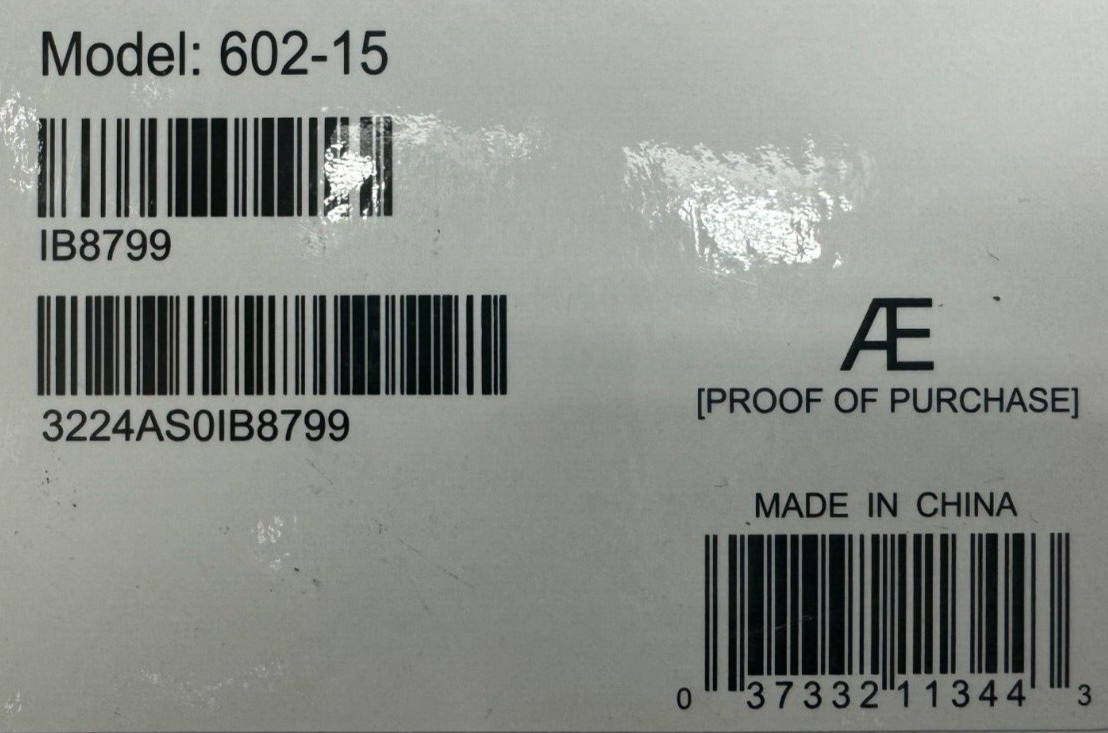 Model: 602-15
IB8799
3224AS0IB8799
Æ
[PROOF OF PURCHASE]
MADE IN CHINA
0 37332 11344 3